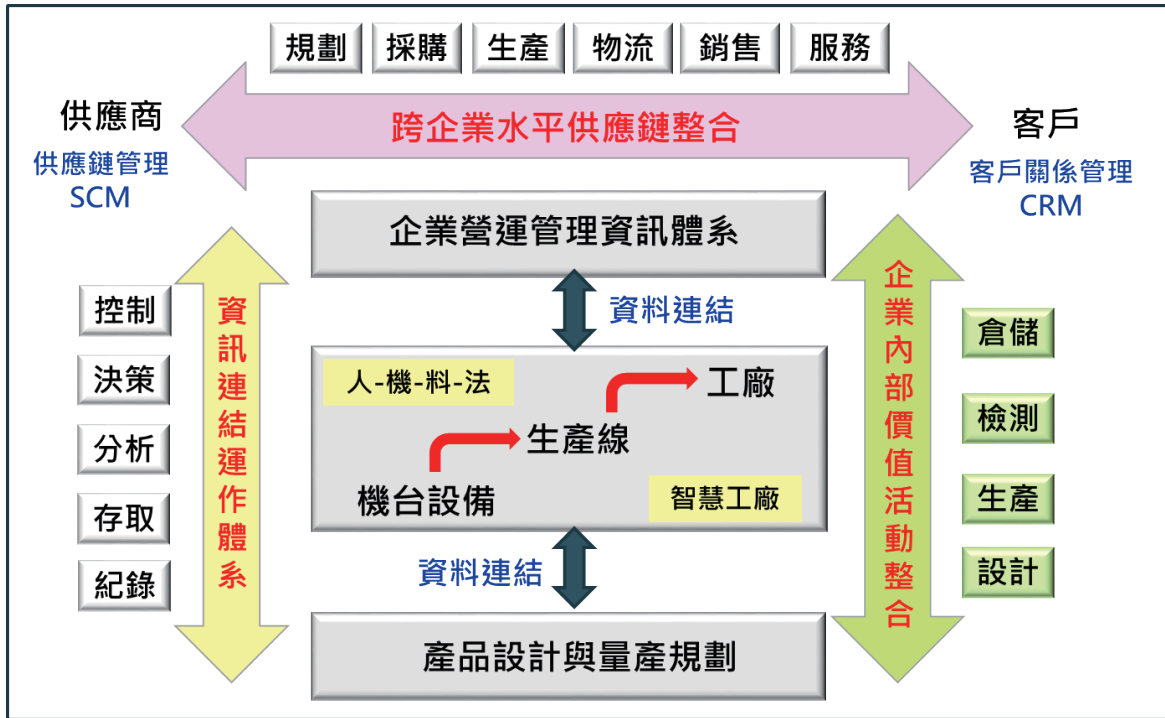 規劃
採購
生產
物流
銷售
服務
供應商
供應鏈管理
SCM
跨企業水平供應鏈整合
客戶
客戶關係管理
CRM
企業營運管理資訊體系
資料連結
控制
決策
分析
存取
紀錄
資訊連結運作體系
人-機-料-法
工廠
生產線
機台設備
智慧工廠
企業內部價值活動整合
倉儲
檢測
生產
設計
資料連結
產品設計與量產規劃